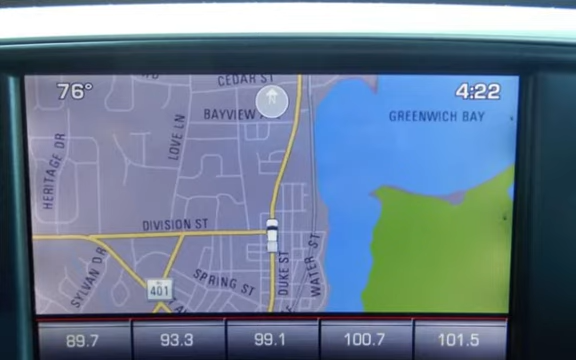 76°
CEDAR ST
4:22
N
BAYVIEW
GREENWICH BAY
LOVE LN
HERITAGE DR
DIVISION ST
SYLVAN DR
401
SPRING ST
DUKE ST
WATER ST
89.7
93.3
99.1
100.7
101.5